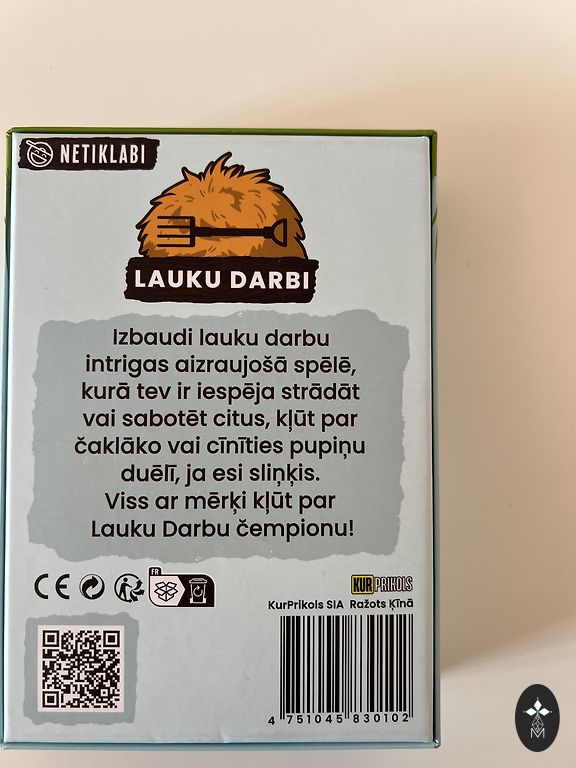 NETIKLABI
LAUKU DARBI
Izbaudi lauku darbu
intrigas aizraujošā spēlē,
kurā tev ir iespēja strādāt
vai sabotēt citus, kļūt par
čaklāko vai cīnīties pupiņu
duēlī, ja esi sliņķis.
Viss ar mērķi kļūt par
Lauku Darbu čempionu!
CE
FR
KURPRIKOLS
KurPrikols SIA Ražots Ķīnā
4 751045 830102
M